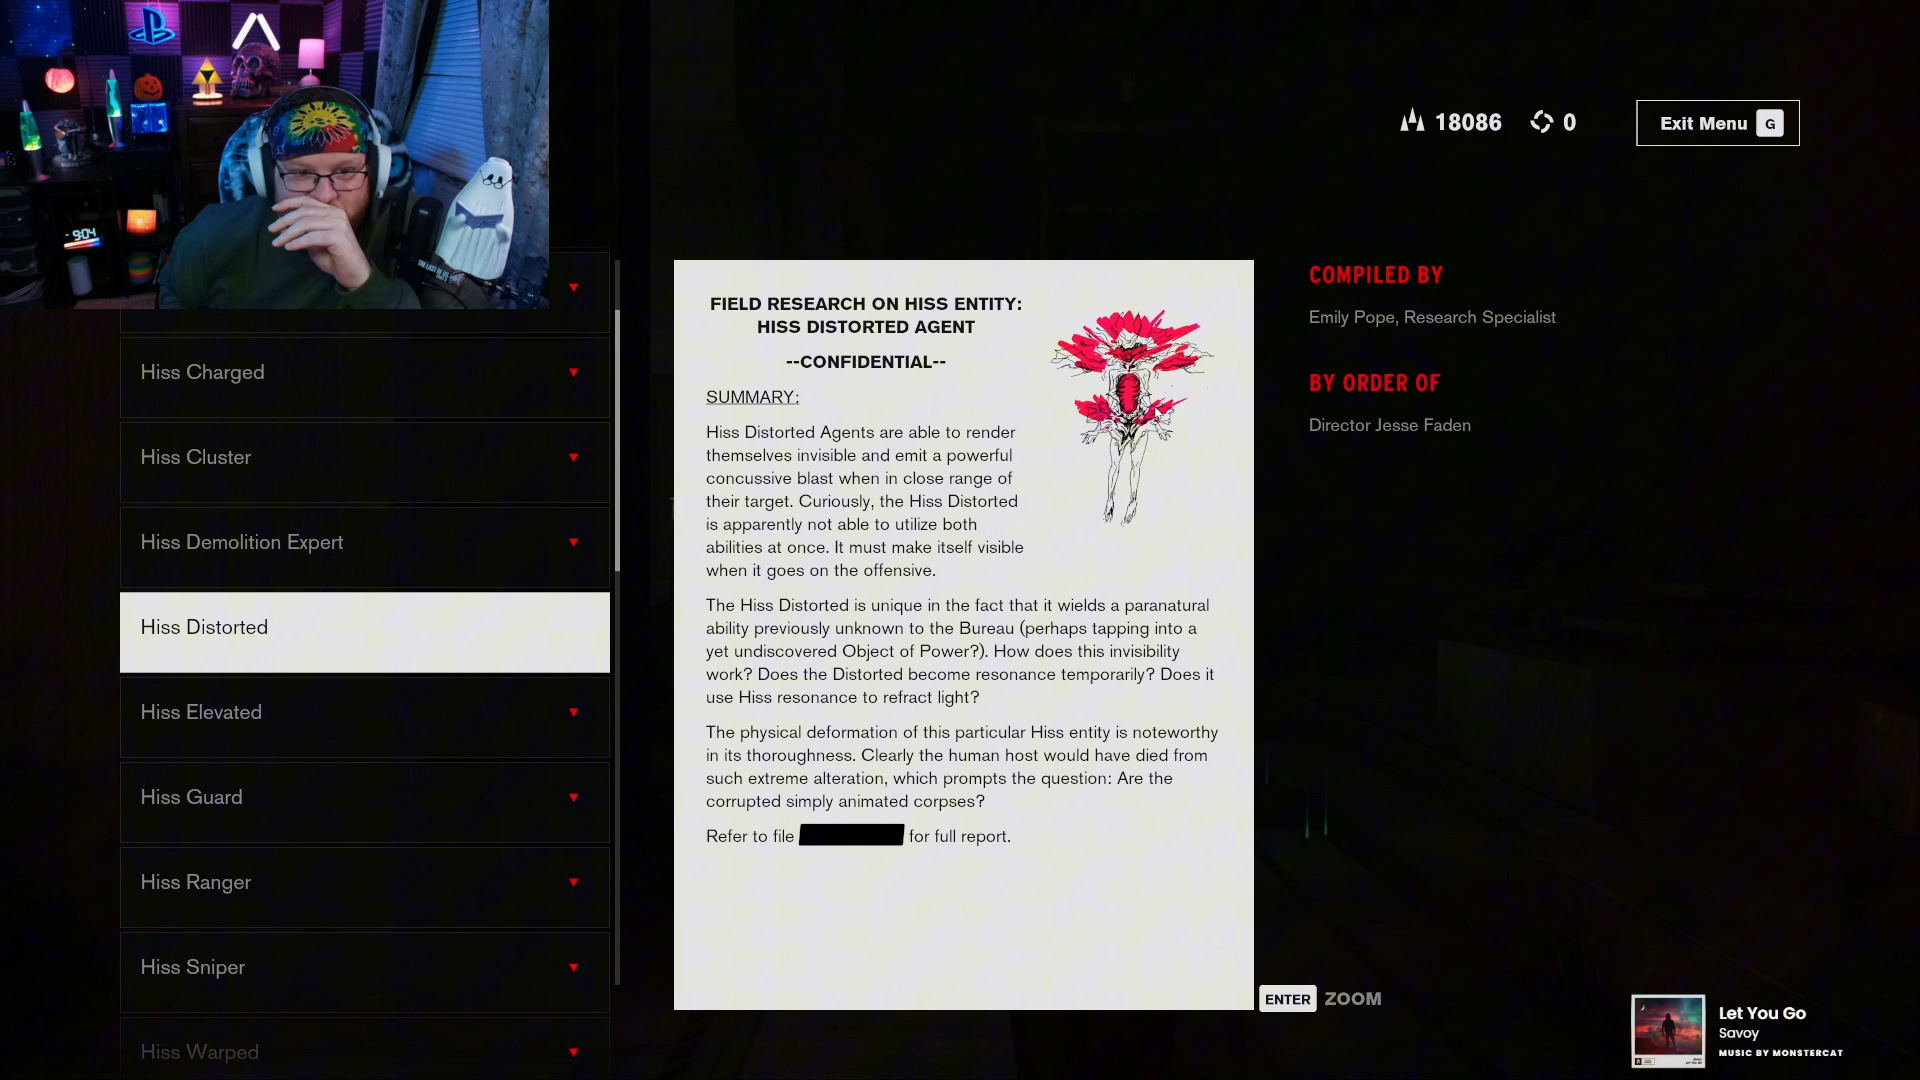 9:04
THE LAST OF US
18086
0
Exit Menu G
Hiss Charged
Hiss Cluster
Hiss Demolition Expert
Hiss Distorted
Hiss Elevated
Hiss Guard
Hiss Ranger
Hiss Sniper
Hiss Warped
FIELD RESEARCH ON HISS ENTITY:
HISS DISTORTED AGENT
--CONFIDENTIAL--
SUMMARY:
Hiss Distorted Agents are able to render
themselves invisible and emit a powerful
concussive blast when in close range of
their target. Curiously, the Hiss Distorted
is apparently not able to utilize both
abilities at once. It must make itself visible
when it goes on the offensive.
The Hiss Distorted is unique in the fact that it wields a paranatural
ability previously unknown to the Bureau (perhaps tapping into a
yet undiscovered Object of Power?). How does this invisibility
work? Does the Distorted become resonance temporarily? Does it
use Hiss resonance to refract light?
The physical deformation of this particular Hiss entity is noteworthy
in its thoroughness. Clearly the human host would have died from
such extreme alteration, which prompts the question: Are the
corrupted simply animated corpses?
Refer to file for full report.
COMPILED BY
Emily Pope, Research Specialist
BY ORDER OF
Director Jesse Faden
ENTER ZOOM
Let You Go
Savoy
MUSIC BY MONSTERCAT